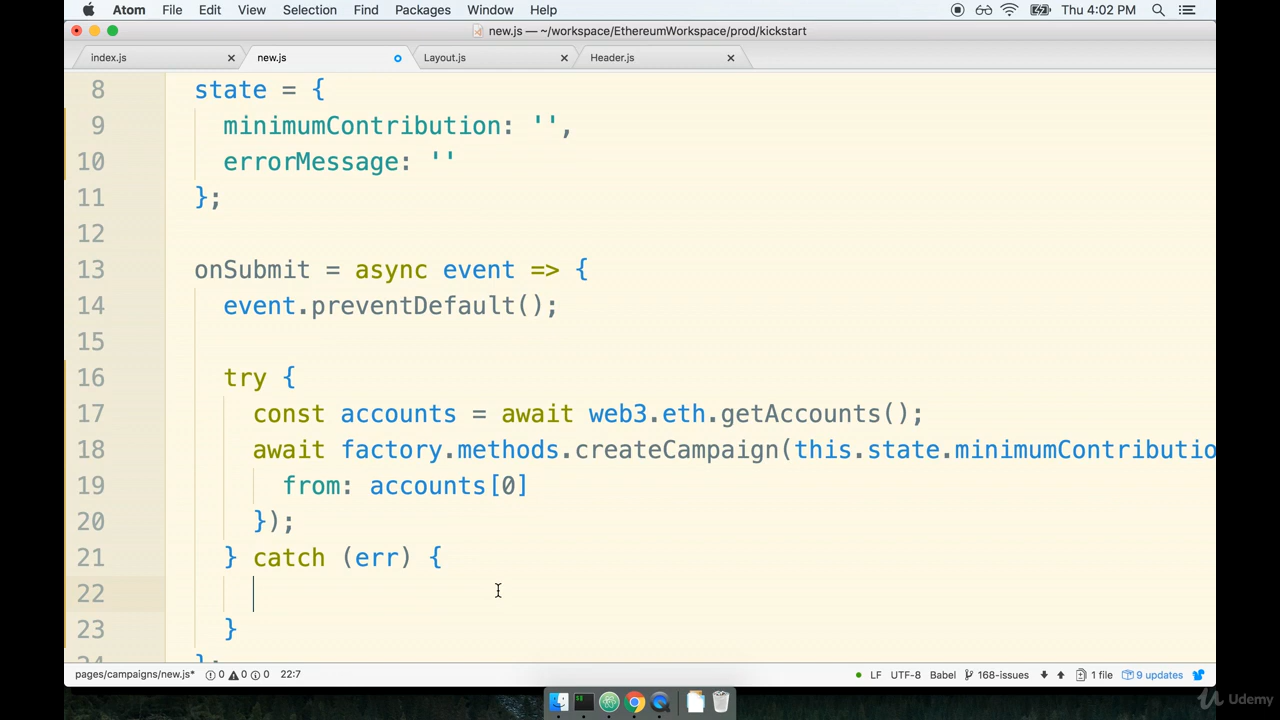 Atom File Edit View Selection Find Packages Window Help Thu 4:02 PM
new.js — ~/workspace/EthereumWorkspace/prod/kickstart
index.js new.js Layout.js Header.js
8 state = {
9 minimumContribution: '',
10 errorMessage: ''
11 };
12
13 onSubmit = async event => {
14 event.preventDefault();
15
16 try {
17 const accounts = await web3.eth.getAccounts();
18 await factory.methods.createCampaign(this.state.minimumContributio
19 from: accounts[0]
20 });
21 } catch (err) {
22
23 }
24 };
pages/campaigns/new.js* 0 0 0 22:7 LF UTF-8 Babel 168-issues 1 file 9 updates
Udemy